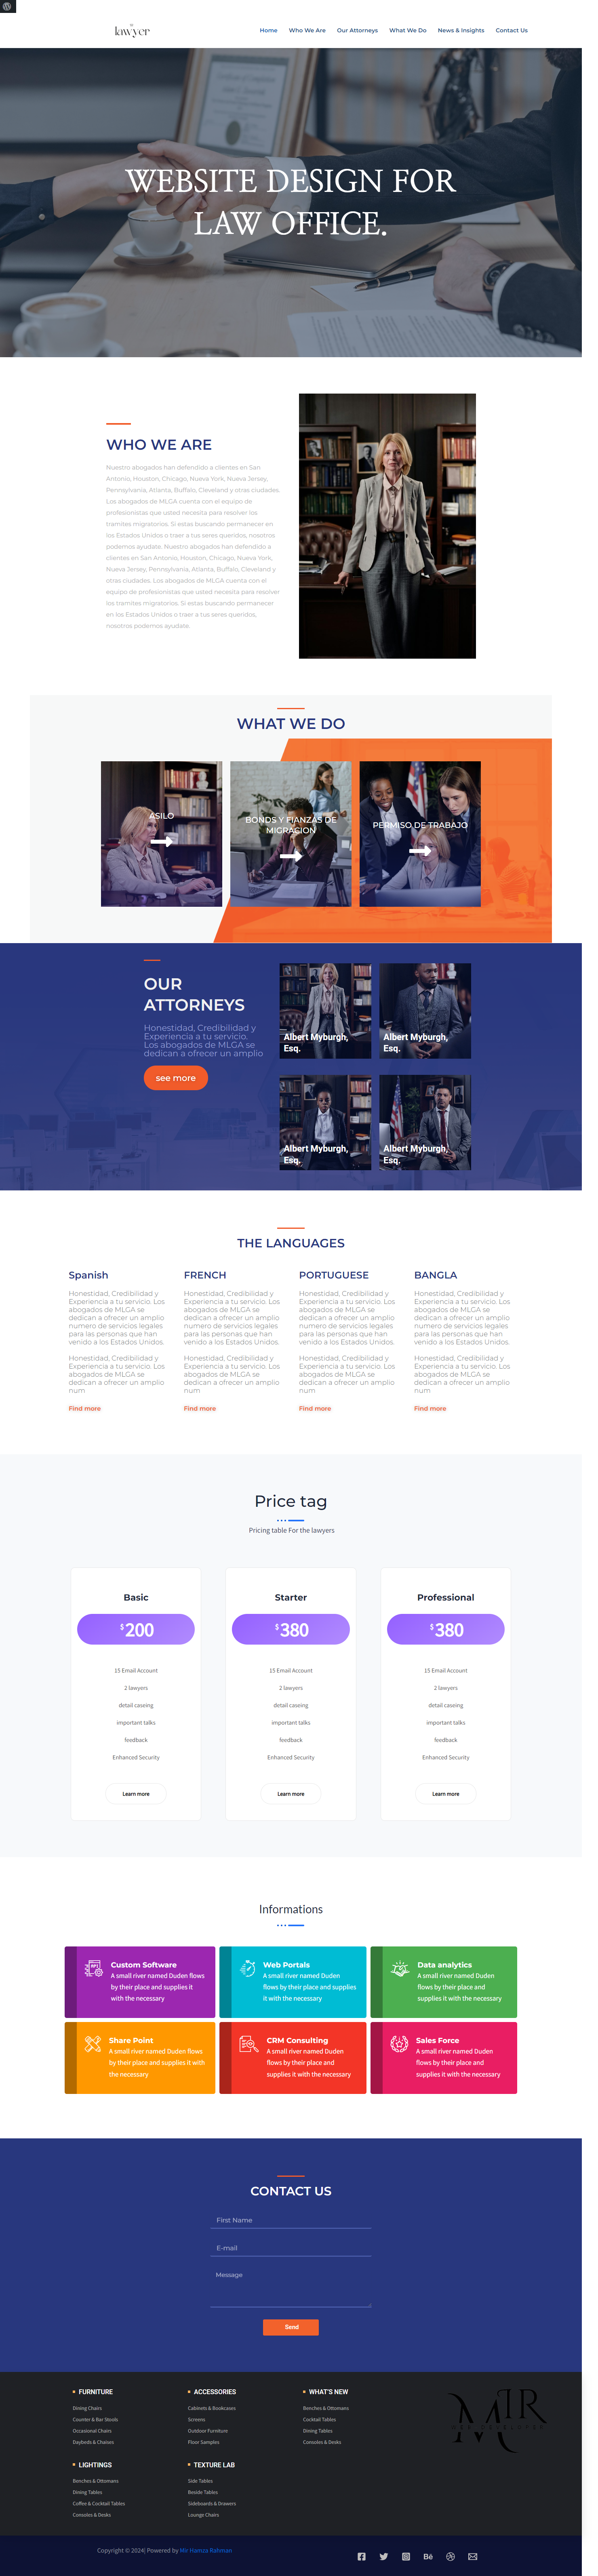 lawyer
Home Who We Are Our Attorneys What We Do News & Insights Contact Us
WEBSITE DESIGN FOR
LAW OFFICE.
WHO WE ARE
Nuestro abogados han defendido a clientes en San
Antonio, Houston, Chicago, Nueva York, Nueva Jersey,
Pennsylvania, Atlanta, Buffalo, Cleveland y otras ciudades.
Los abogados de MLGA cuenta con el equipo de
profesionistas que usted necesita para resolver los
tramites migratorios. Si estas buscando permanecer en
los Estados Unidos o traer a tus seres queridos, nosotros
podemos ayudate. Nuestro abogados han defendido a
clientes en San Antonio, Houston, Chicago, Nueva York,
Nueva Jersey, Pennsylvania, Atlanta, Buffalo, Cleveland y
otras ciudades. Los abogados de MLGA cuenta con el
equipo de profesionistas que usted necesita para resolver
los tramites migratorios. Si estas buscando permanecer
en los Estados Unidos o traer a tus seres queridos,
nosotros podemos ayudate.
WHAT WE DO
ASILO
BONDS Y FIANZAS DE
MIGRACION
PERMISO DE TRABAJO
OUR
ATTORNEYS
Honestidad, Credibilidad y
Experiencia a tu servicio.
Los abogados de MLGA se
dedican a ofrecer un amplio
see more
Albert Myburgh,
Esq.
Albert Myburgh,
Esq.
Albert Myburgh,
Esq.
Albert Myburgh,
Esq.
THE LANGUAGES
Spanish
Honestidad, Credibilidad y
Experiencia a tu servicio. Los
abogados de MLGA se
dedican a ofrecer un amplio
numero de servicios legales
para las personas que han
venido a los Estados Unidos.
Honestidad, Credibilidad y
Experiencia a tu servicio. Los
abogados de MLGA se
dedican a ofrecer un amplio
num
Find more
FRENCH
Honestidad, Credibilidad y
Experiencia a tu servicio. Los
abogados de MLGA se
dedican a ofrecer un amplio
numero de servicios legales
para las personas que han
venido a los Estados Unidos.
Honestidad, Credibilidad y
Experiencia a tu servicio. Los
abogados de MLGA se
dedican a ofrecer un amplio
num
Find more
PORTUGUESE
Honestidad, Credibilidad y
Experiencia a tu servicio. Los
abogados de MLGA se
dedican a ofrecer un amplio
numero de servicios legales
para las personas que han
venido a los Estados Unidos.
Honestidad, Credibilidad y
Experiencia a tu servicio. Los
abogados de MLGA se
dedican a ofrecer un amplio
num
Find more
BANGLA
Honestidad, Credibilidad y
Experiencia a tu servicio. Los
abogados de MLGA se
dedican a ofrecer un amplio
numero de servicios legales
para las personas que han
venido a los Estados Unidos.
Honestidad, Credibilidad y
Experiencia a tu servicio. Los
abogados de MLGA se
dedican a ofrecer un amplio
num
Find more
Price tag
Pricing table For the lawyers
Basic
$200
15 Email Account
2 lawyers
detail caseing
important talks
feedback
Enhanced Security
Learn more
Starter
$380
15 Email Account
2 lawyers
detail caseing
important talks
feedback
Enhanced Security
Learn more
Professional
$380
15 Email Account
2 lawyers
detail caseing
important talks
feedback
Enhanced Security
Learn more
Informations
Custom Software
A small river named Duden flows
by their place and supplies it
with the necessary
Web Portals
A small river named Duden
flows by their place and supplies
it with the necessary
Data analytics
A small river named Duden
flows by their place and
supplies it with the necessary
Share Point
A small river named Duden flows
by their place and supplies it with
the necessary
CRM Consulting
A small river named Duden
flows by their place and
supplies it with the necessary
Sales Force
A small river named Duden
flows by their place and
supplies it with the necessary
CONTACT US
First Name
E-mail
Message
Send
FURNITURE
Dining Chairs
Counter & Bar Stools
Occasional Chairs
Daybeds & Chaises
ACCESSORIES
Cabinets & Bookcases
Screens
Outdoor Furniture
Floor Samples
WHAT'S NEW
Benches & Ottomans
Cocktail Tables
Dining Tables
Consoles & Desks
MR
WEB DEVELOPER
LIGHTINGS
Benches & Ottomans
Dining Tables
Coffee & Cocktail Tables
Consoles & Desks
TEXTURE LAB
Side Tables
Beside Tables
Sideboards & Drawers
Lounge Chairs
Copyright © 2024| Powered by Mir Hamza Rahman